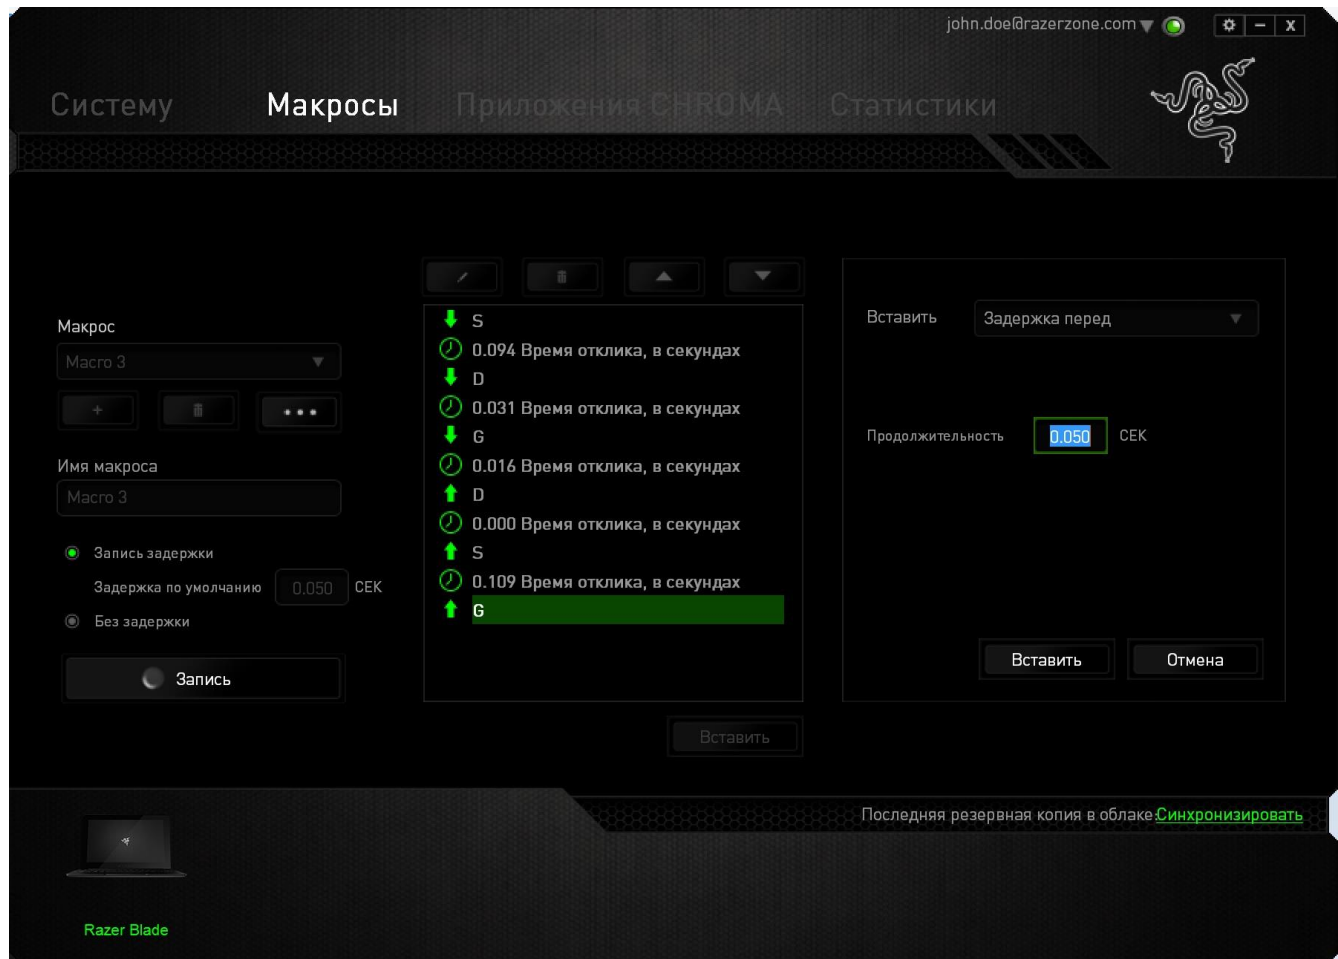 john.doe@razerzone.com
Систему Макросы Приложения CHROMA Статистики
Макрос
Macro 3
Имя макроса
Macro 3
Запись задержки
Задержка по умолчанию 0.050 СЕК
Без задержки
Запись
S
0.094 Время отклика, в секундах
D
0.031 Время отклика, в секундах
G
0.016 Время отклика, в секундах
D
0.000 Время отклика, в секундах
S
0.109 Время отклика, в секундах
G
Вставить
Вставить Задержка перед
Продолжительность 0.050 СЕК
Вставить Отмена
Последняя резервная копия в облаке:Синхронизировать
Razer Blade